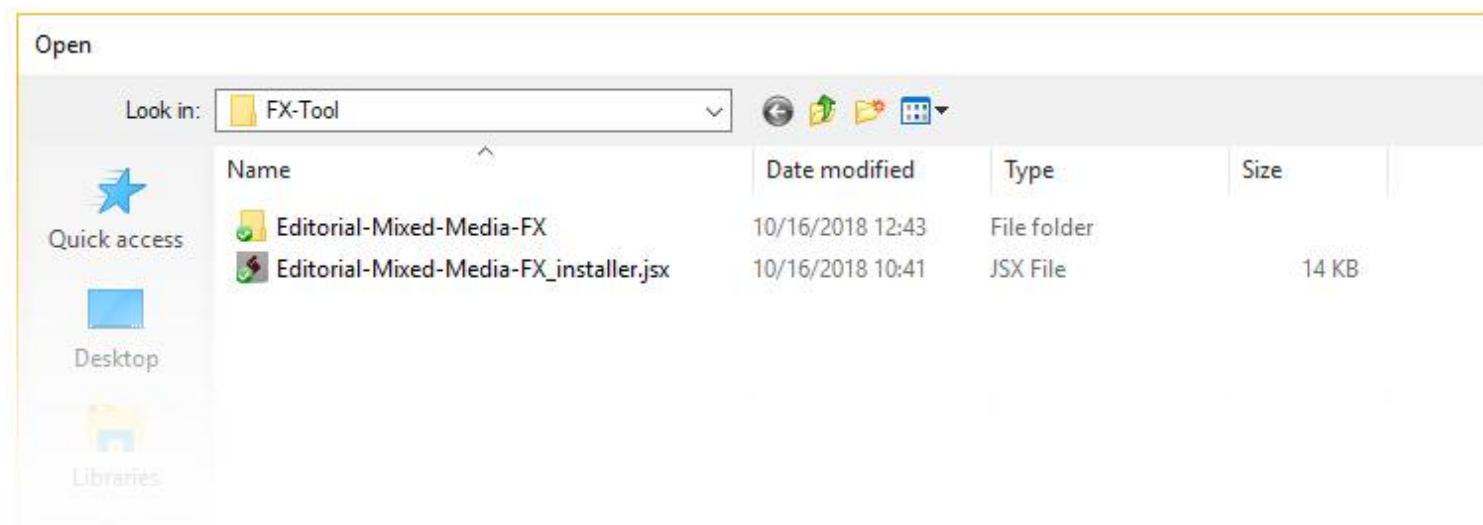 Open
Look in: FX-Tool
Name Date modified Type Size
Quick access
Editorial-Mixed-Media-FX 10/16/2018 12:43 File folder
Editorial-Mixed-Media-FX_installer.jsx 10/16/2018 10:41 JSX File 14 KB
Desktop
Libraries